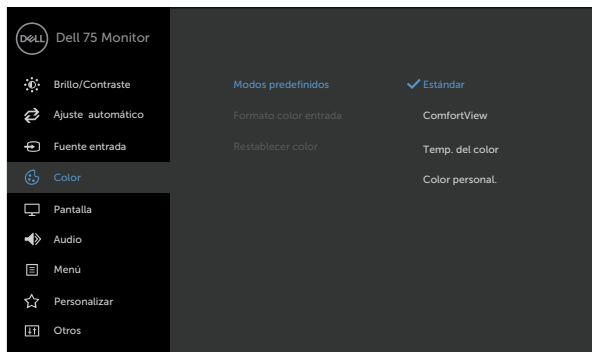 DELL
Dell 75 Monitor
Brillo/Contraste
Modos predefinidos
Estándar
Ajuste automático
Formato color entrada
ComfortView
Fuente entrada
Restablecer color
Temp. del color
Color
Color personal.
Pantalla
Audio
Menú
Personalizar
Otros